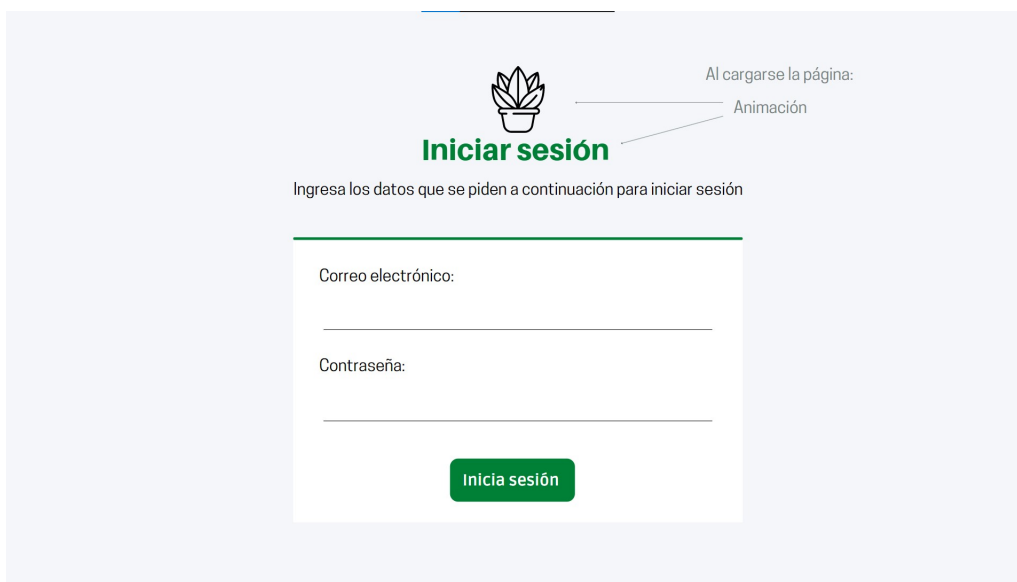 Al cargarse la página:
Animación
Iniciar sesión
Ingresa los datos que se piden a continuación para iniciar sesión
Correo electrónico:
Contraseña:
Inicia sesión